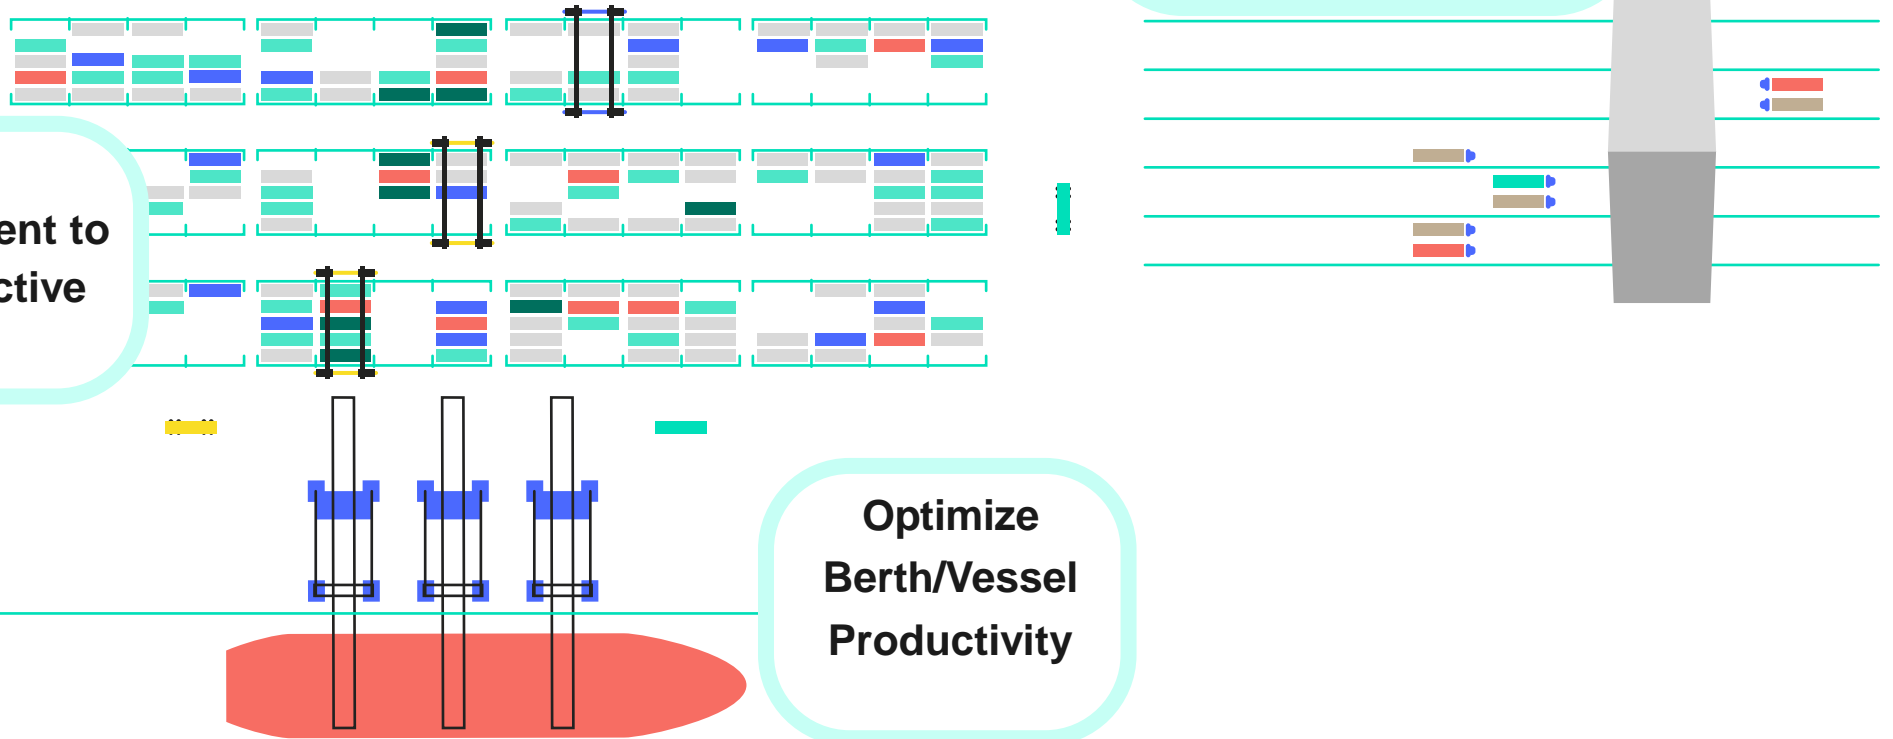 ent to
ctive
Optimize
Berth/Vessel
Productivity